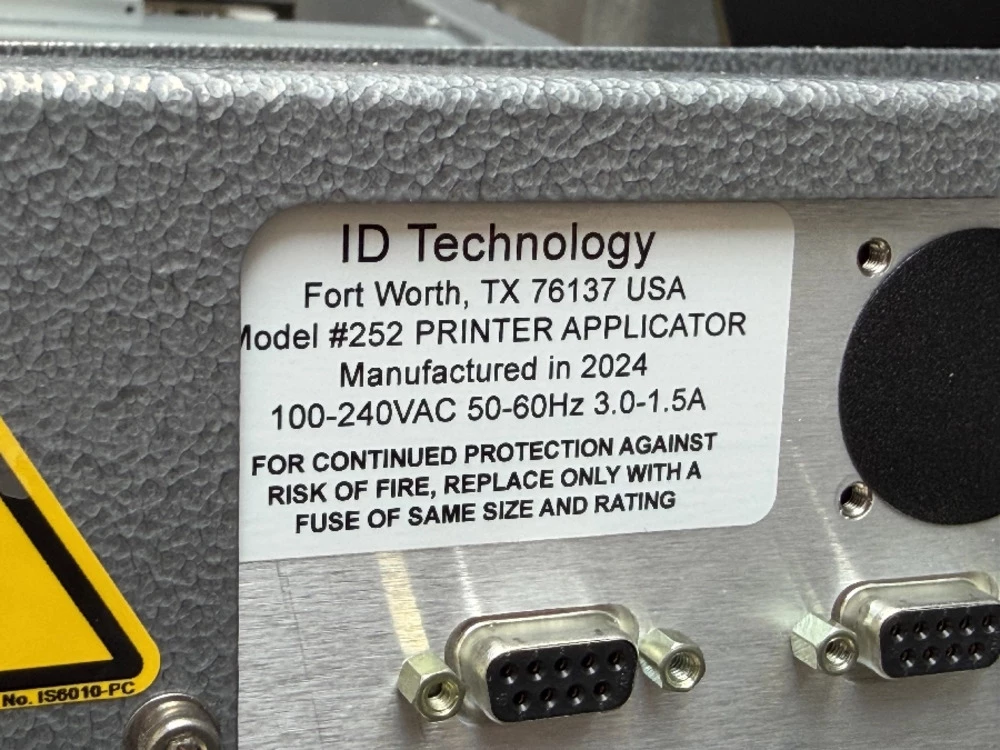 ID Technology
Fort Worth, TX 76137 USA
Model #252 PRINTER APPLICATOR
Manufactured in 2024
100-240VAC 50-60Hz 3.0-1.5A
FOR CONTINUED PROTECTION AGAINST
RISK OF FIRE, REPLACE ONLY WITH A
FUSE OF SAME SIZE AND RATING
No. IS6010-PC